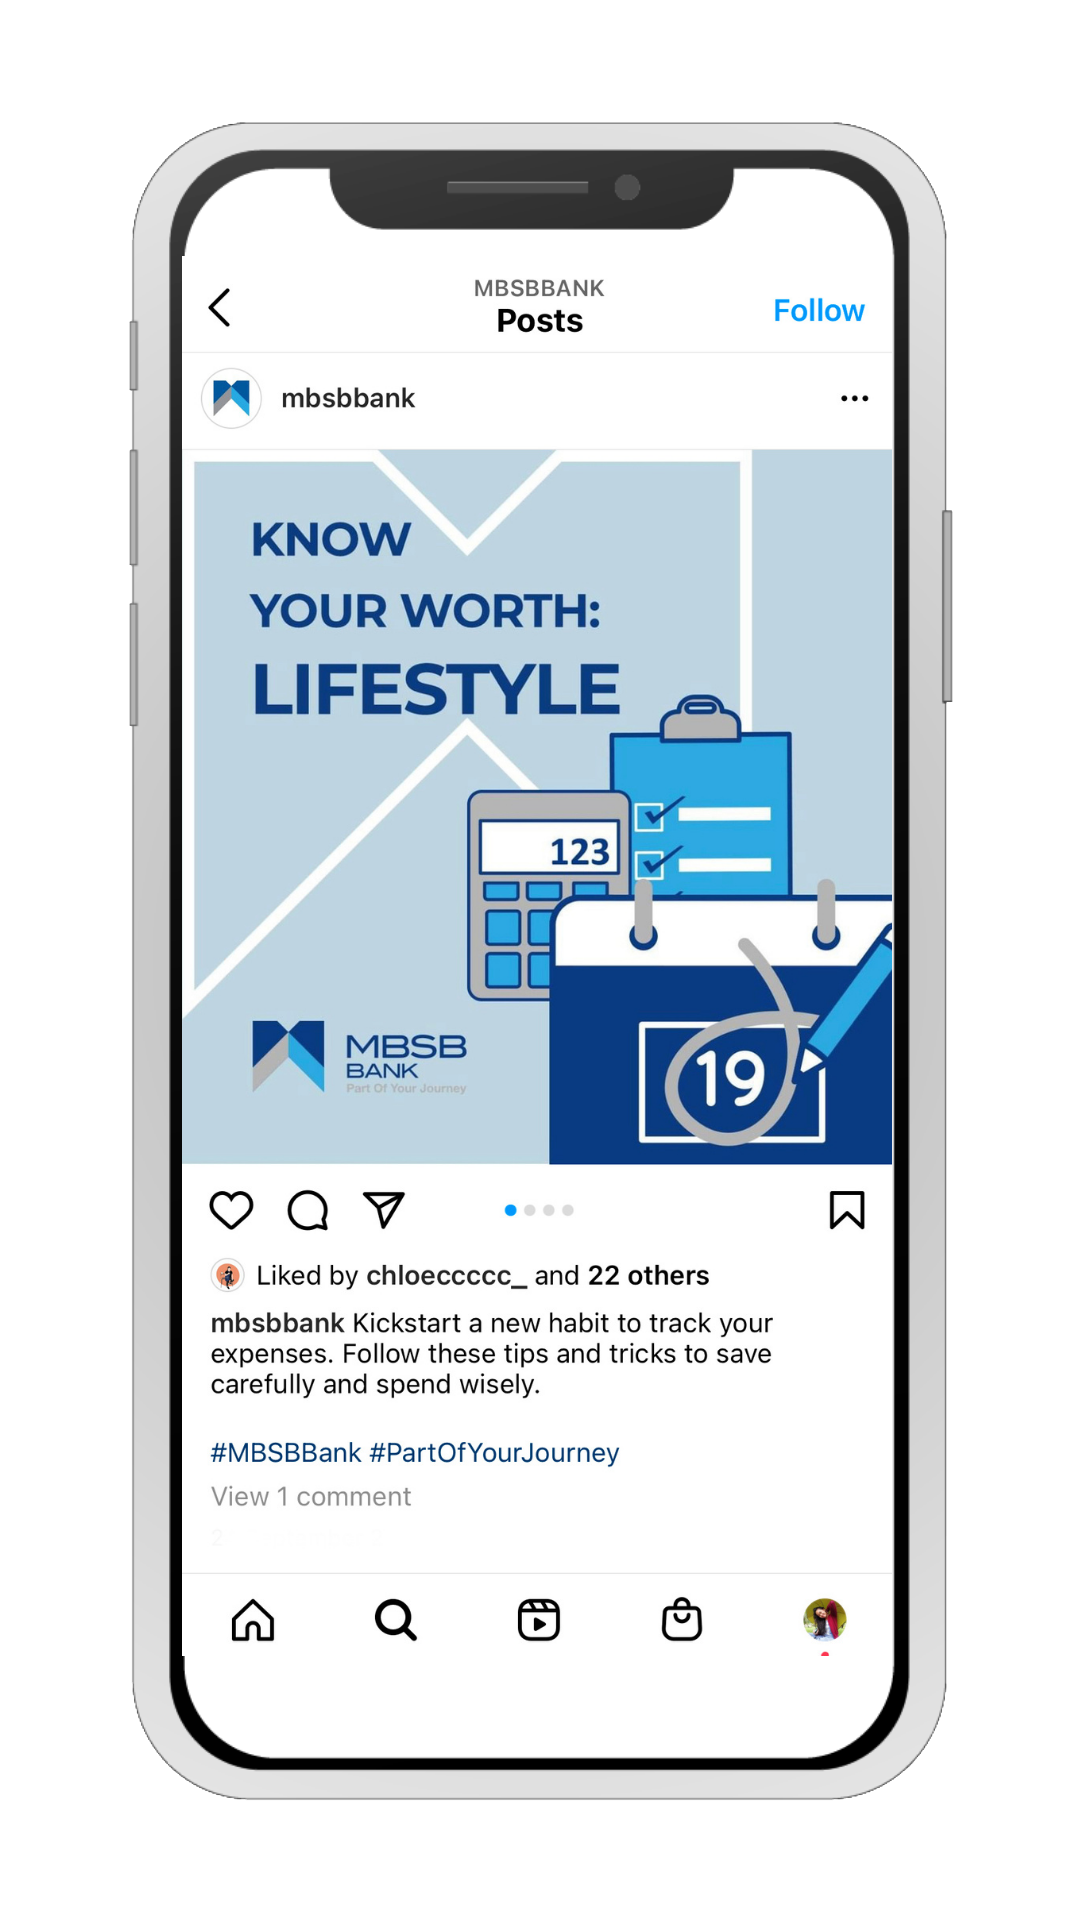 MBSBBANK
Posts
Follow
mbsbbank
KNOW
YOUR WORTH:
LIFESTYLE
123
19
MBSB
BANK
Part Of Your Journey
Liked by chloeccccc_ and 22 others
mbsbbank Kickstart a new habit to track your
expenses. Follow these tips and tricks to save
carefully and spend wisely.
#MBSBBank #PartOfYourJourney
View 1 comment